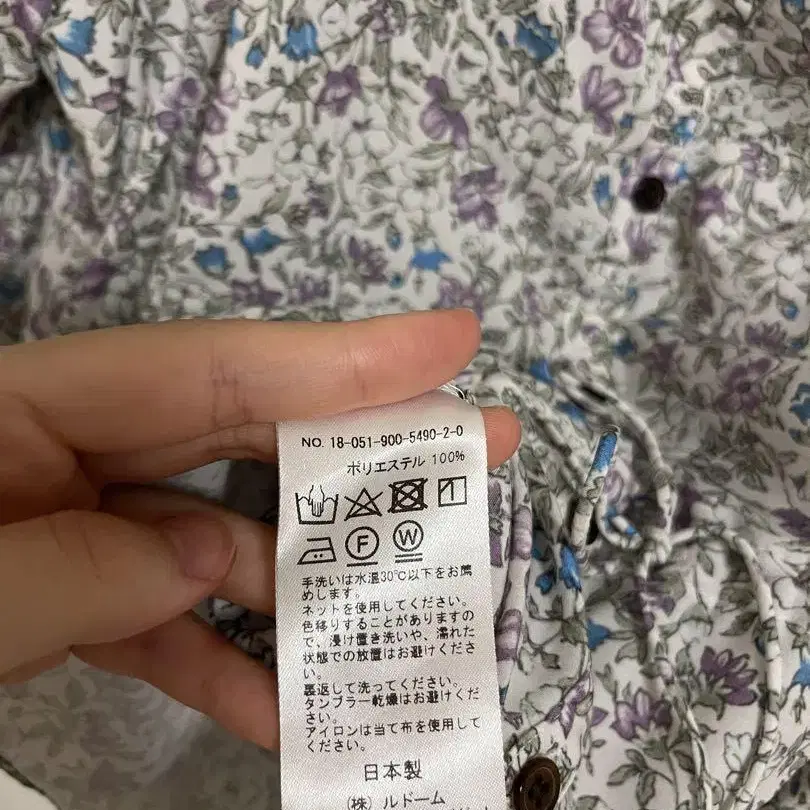 NO. 18-051-900-5490-2-0
ポリエステル 100%
F W
手洗いは水温30℃以下をお薦
めします。
ネットを使用してください。
色移りすることがありますの
で、浸け置き洗いや、濡れた
状態での放置はお避けくださ
い。
裏返して洗ってください。
タンブラー乾燥はお避けくだ
さい。
アイロンは当て布を使用して
ください。
日本製
(株) ルドーム